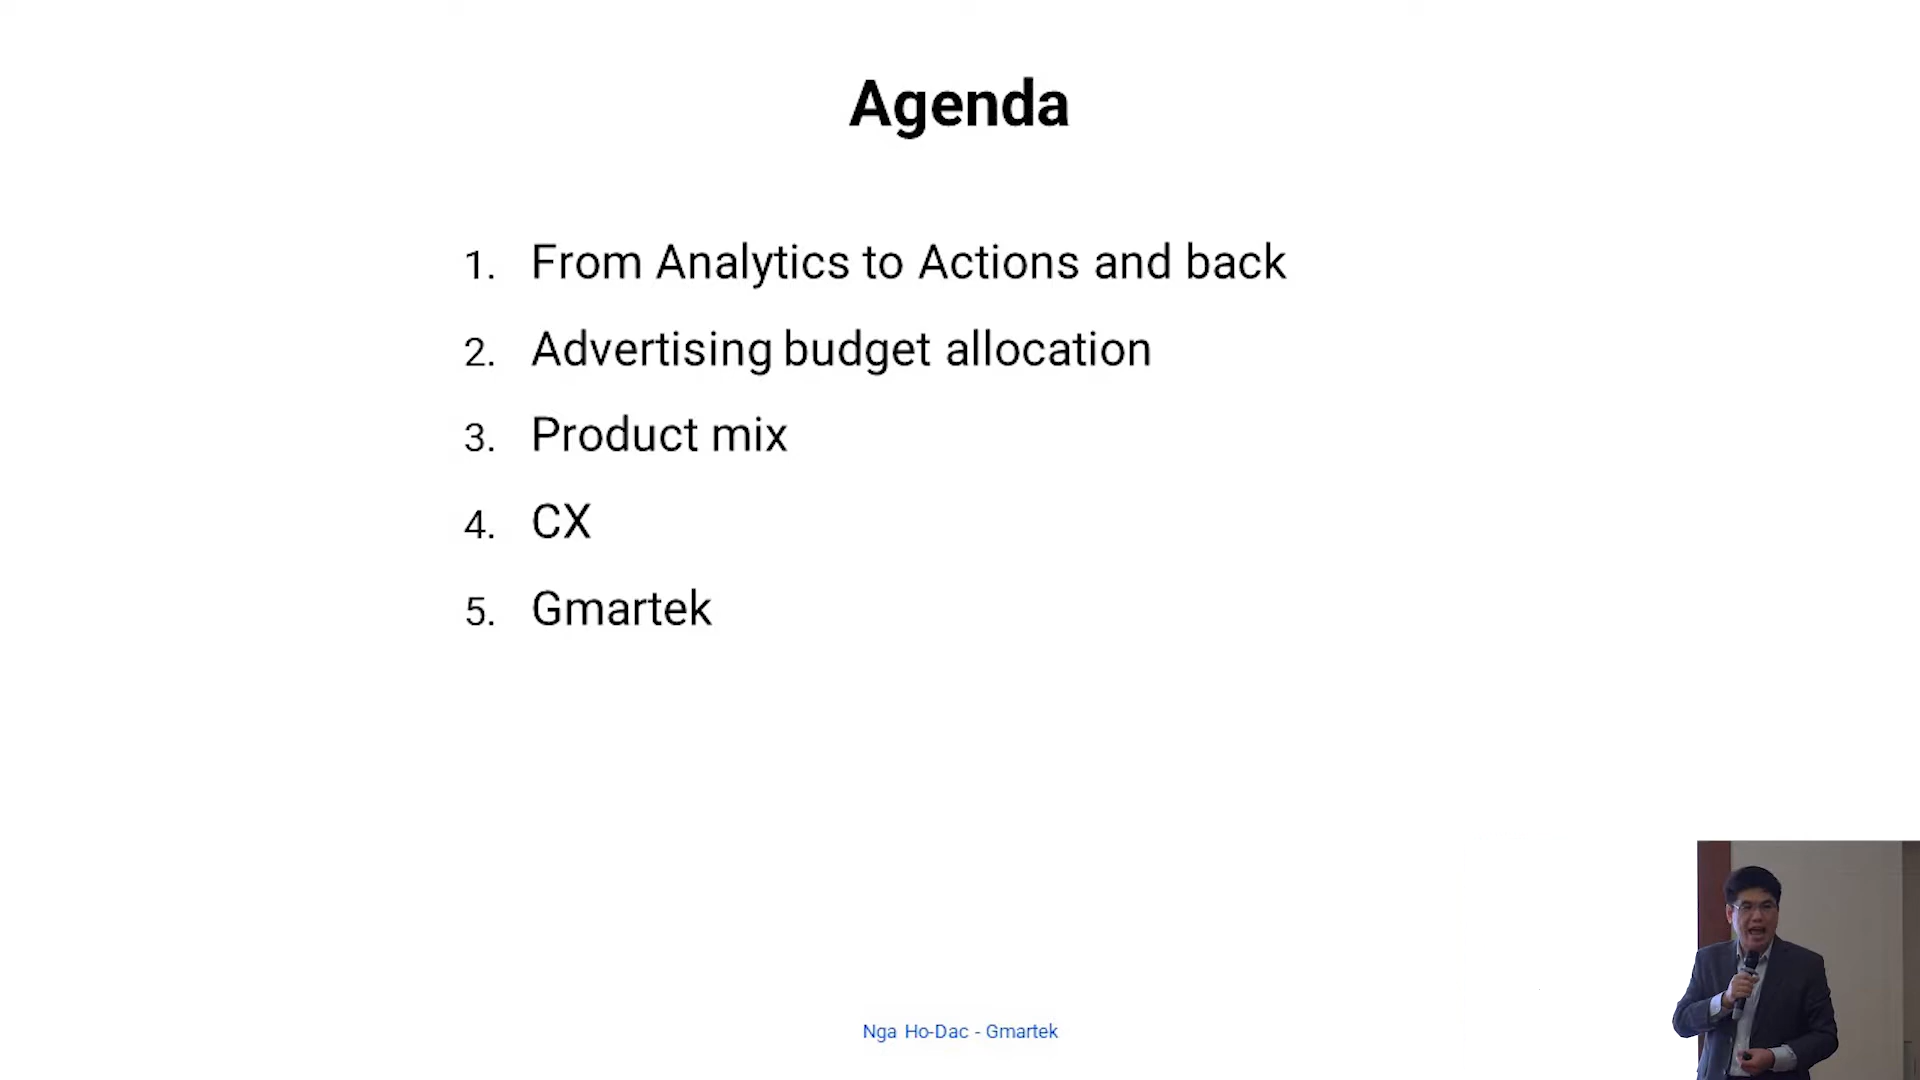 Agenda
1. From Analytics to Actions and back
2. Advertising budget allocation
3. Product mix
4. CX
5. Gmartek
Nga Ho-Dac - Gmartek